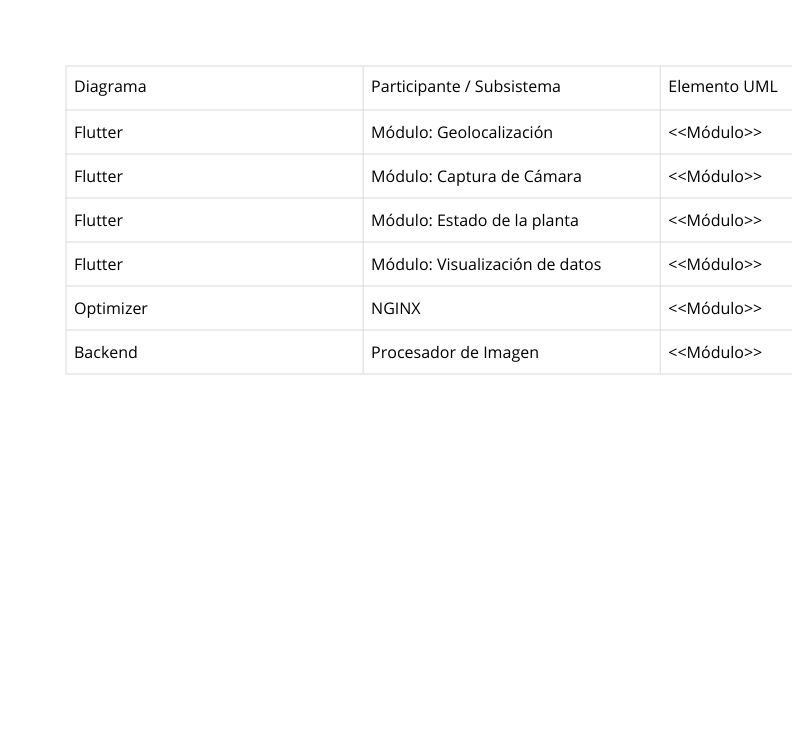 Diagrama Participante / Subsistema Elemento UML
Flutter Módulo: Geolocalización <<Módulo>>
Flutter Módulo: Captura de Cámara <<Módulo>>
Flutter Módulo: Estado de la planta <<Módulo>>
Flutter Módulo: Visualización de datos <<Módulo>>
Optimizer NGINX <<Módulo>>
Backend Procesador de Imagen <<Módulo>>